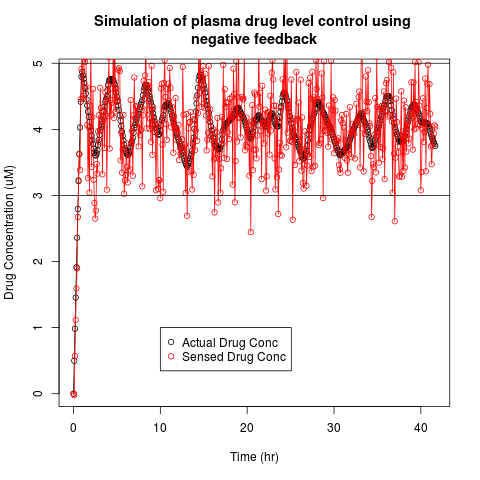 Simulation of plasma drug level control using
negative feedback
Drug Concentration (uM)
5
4
3
2
1
0
Actual Drug Conc
Sensed Drug Conc
0 10 20 30 40
Time (hr)